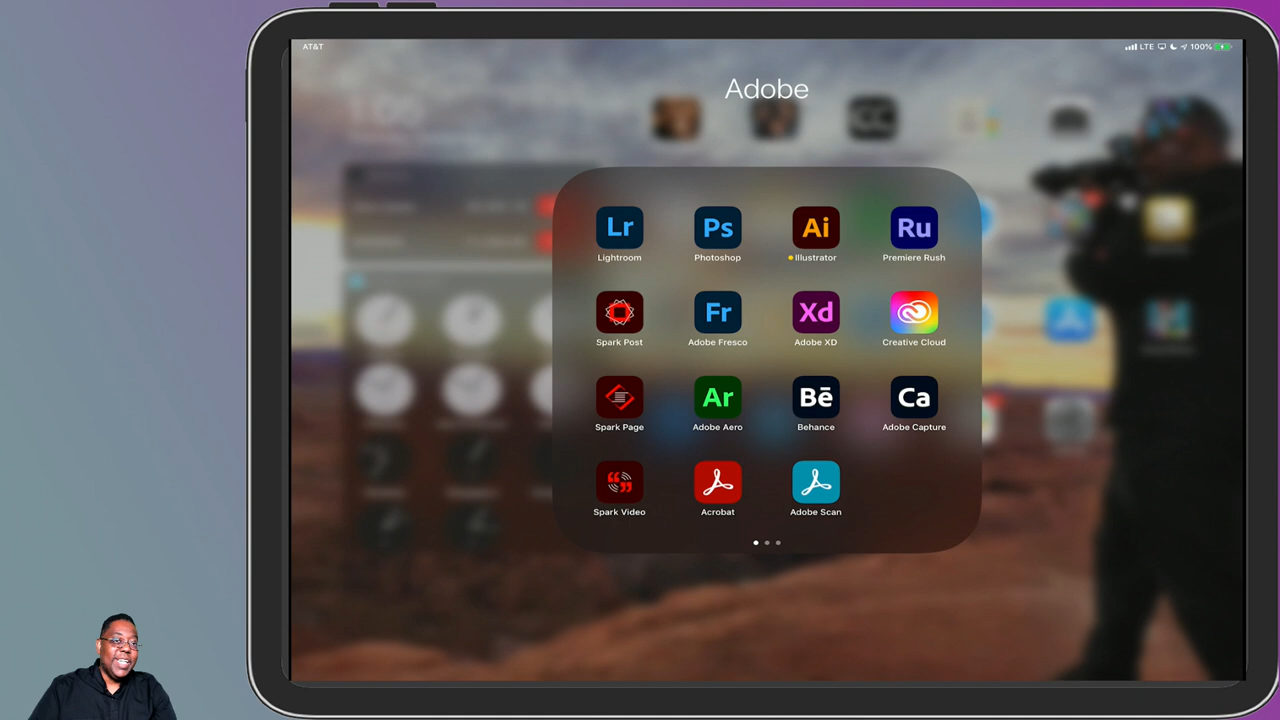 AT&T
LTE 100%
Adobe
Lr Ps Ai Ru
Lightroom Photoshop Illustrator Premiere Rush
Fr Xd
Spark Post Adobe Fresco Adobe XD Creative Cloud
Ar Bē Ca
Spark Page Adobe Aero Behance Adobe Capture
Spark Video Acrobat Adobe Scan